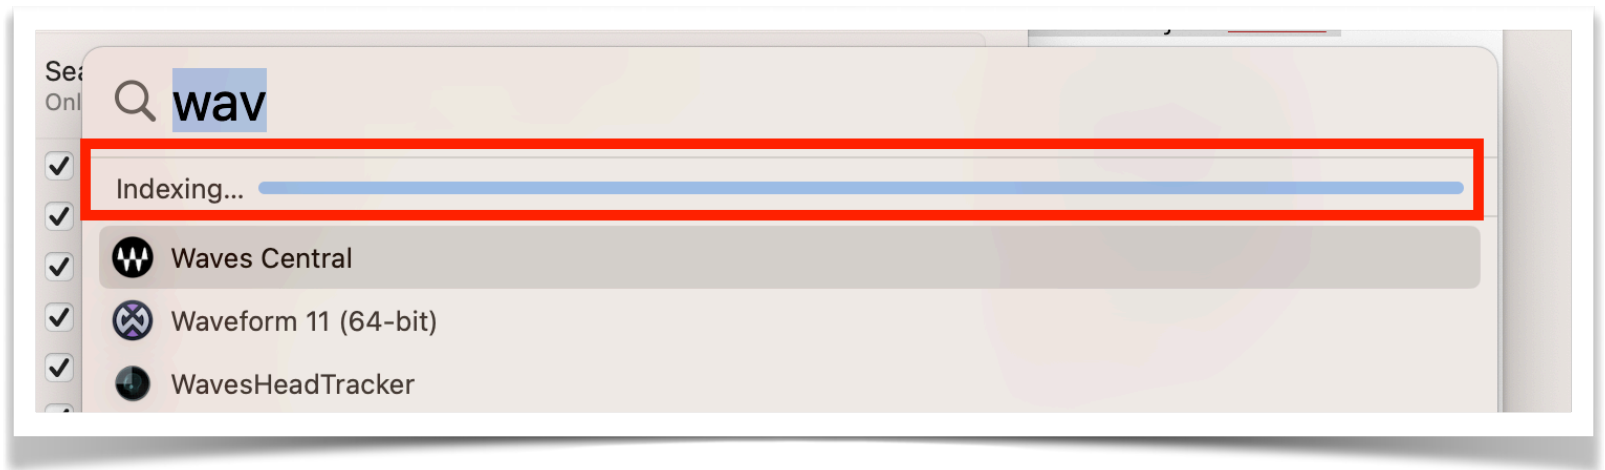 wav
Indexing...
Waves Central
Waveform 11 (64-bit)
WavesHeadTracker